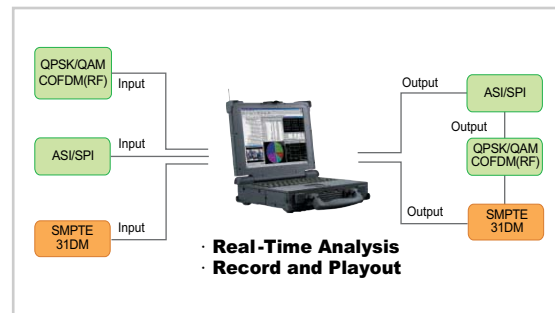 QPSK/QAM
COFDM(RF)
Input
ASI/SPI
Input
SMPTE
31DM
Input
Output
ASI/SPI
Output
QPSK/QAM
COFDM(RF)
Output
SMPTE
31DM
· Real-Time Analysis
· Record and Playout